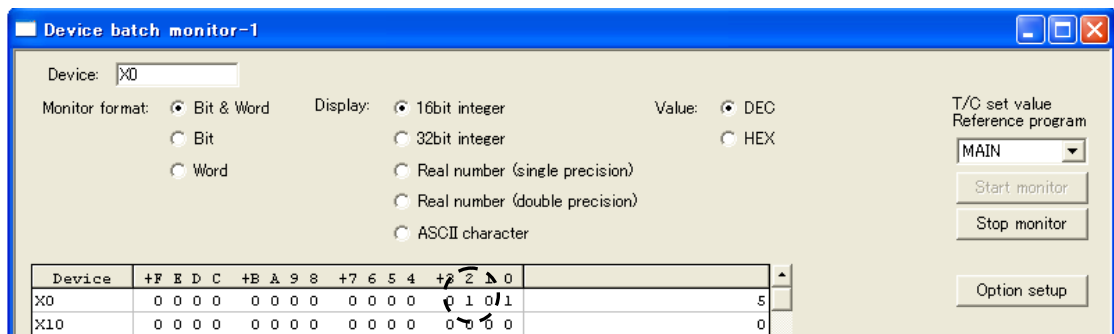 Device batch monitor-1
Device: X0
Monitor format: Bit & Word Display: 16bit integer Value: DEC T/C set value
Reference program
Bit 32bit integer HEX
MAIN
Word Real number (single precision)
Start monitor
Real number (double precision)
Stop monitor
ASCII character
Device +F E D C +B A 9 8 +7 6 5 4 +3 2 1 0
Option setup
X0 0 0 0 0 0 0 0 0 0 0 0 0 0 1 0 1 5
X10 0 0 0 0 0 0 0 0 0 0 0 0 0 0 0 0 0